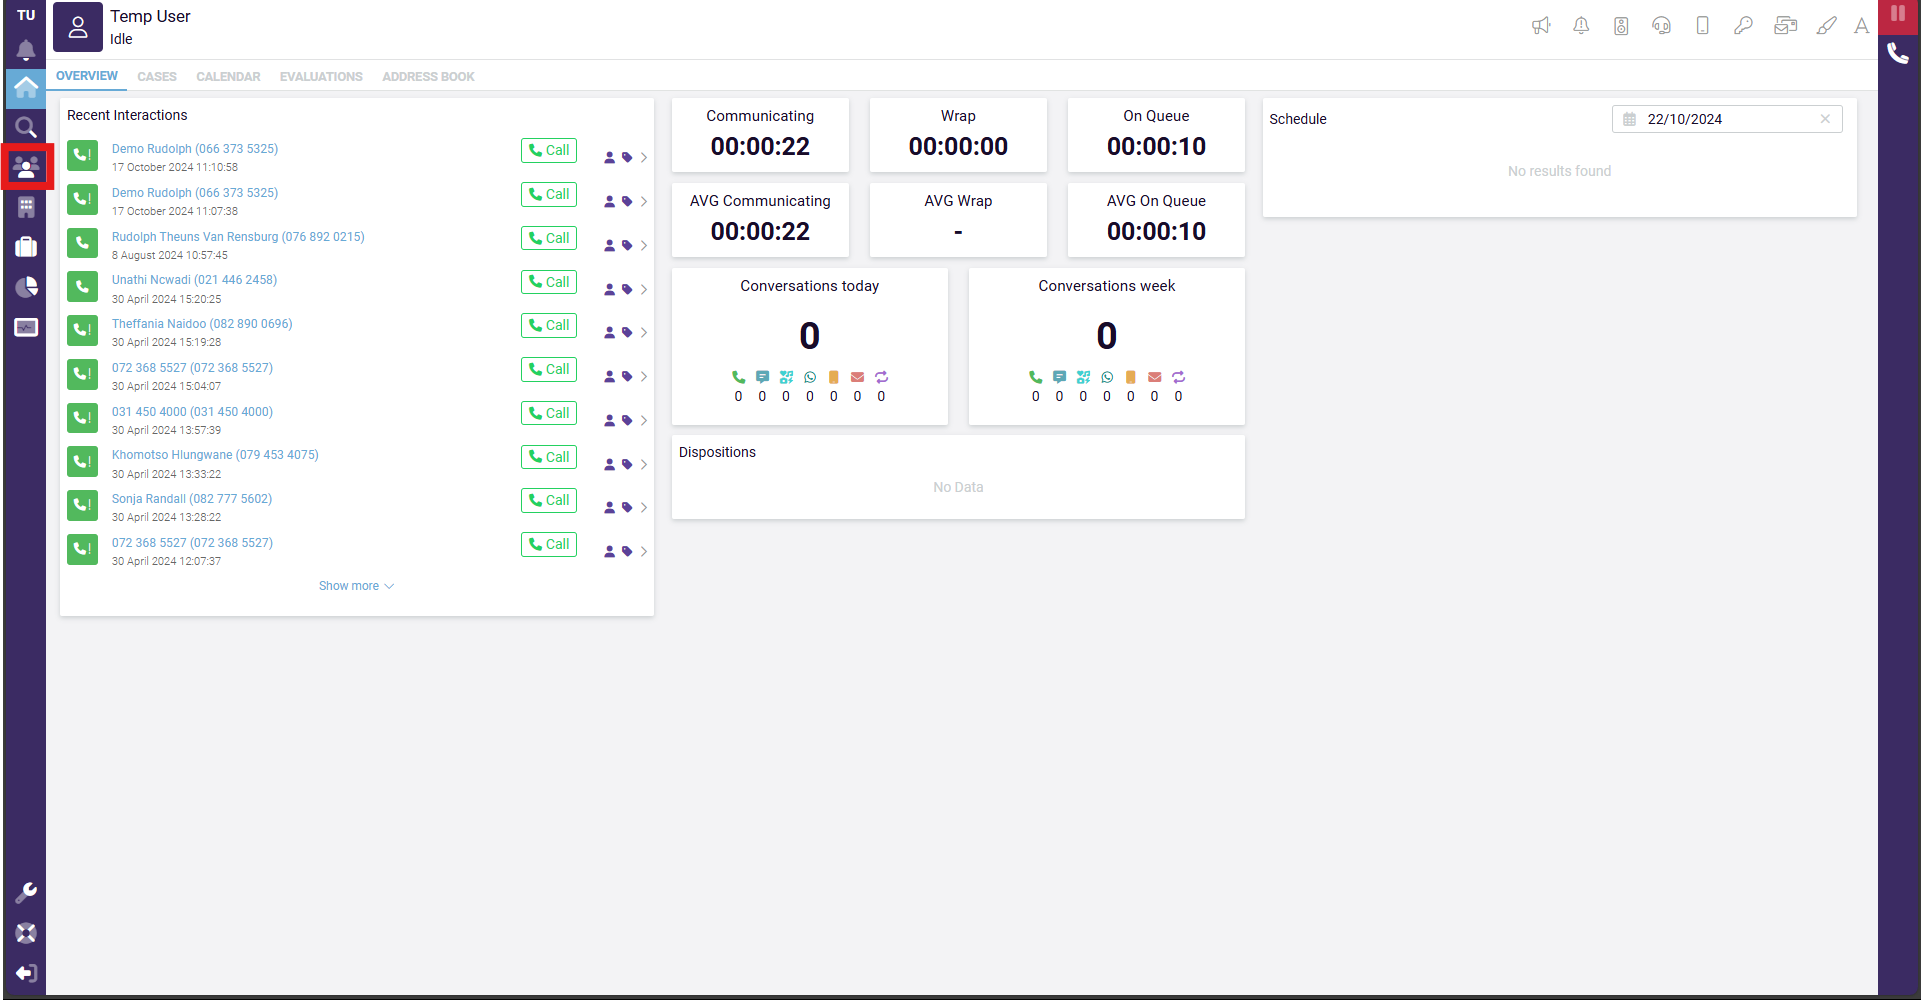 TU
Temp User
Idle
A
OVERVIEW
CASES
CALENDAR
EVALUATIONS
ADDRESS BOOK
Recent Interactions
Demo Rudolph (066 373 5325)
17 October 2024 11:10:58
Call
Demo Rudolph (066 373 5325)
17 October 2024 11:07:38
Call
Rudolph Theuns Van Rensburg (076 892 0215)
8 August 2024 10:57:45
Call
Unathi Ncwadi (021 446 2458)
30 April 2024 15:20:25
Call
Theffania Naidoo (082 890 0696)
30 April 2024 15:19:28
Call
072 368 5527 (072 368 5527)
30 April 2024 15:04:07
Call
031 450 4000 (031 450 4000)
30 April 2024 13:57:39
Call
Khomotso Hlungwane (079 453 4075)
30 April 2024 13:33:22
Call
Sonja Randall (082 777 5602)
30 April 2024 13:28:22
Call
072 368 5527 (072 368 5527)
30 April 2024 12:07:37
Call
Show more
Communicating
00:00:22
Wrap
00:00:00
On Queue
00:00:10
AVG Communicating
00:00:22
AVG Wrap
-
AVG On Queue
00:00:10
Conversations today
0
0 0 0 0 0 0 0
Conversations week
0
0 0 0 0 0 0 0
Dispositions
No Data
Schedule
22/10/2024
No results found